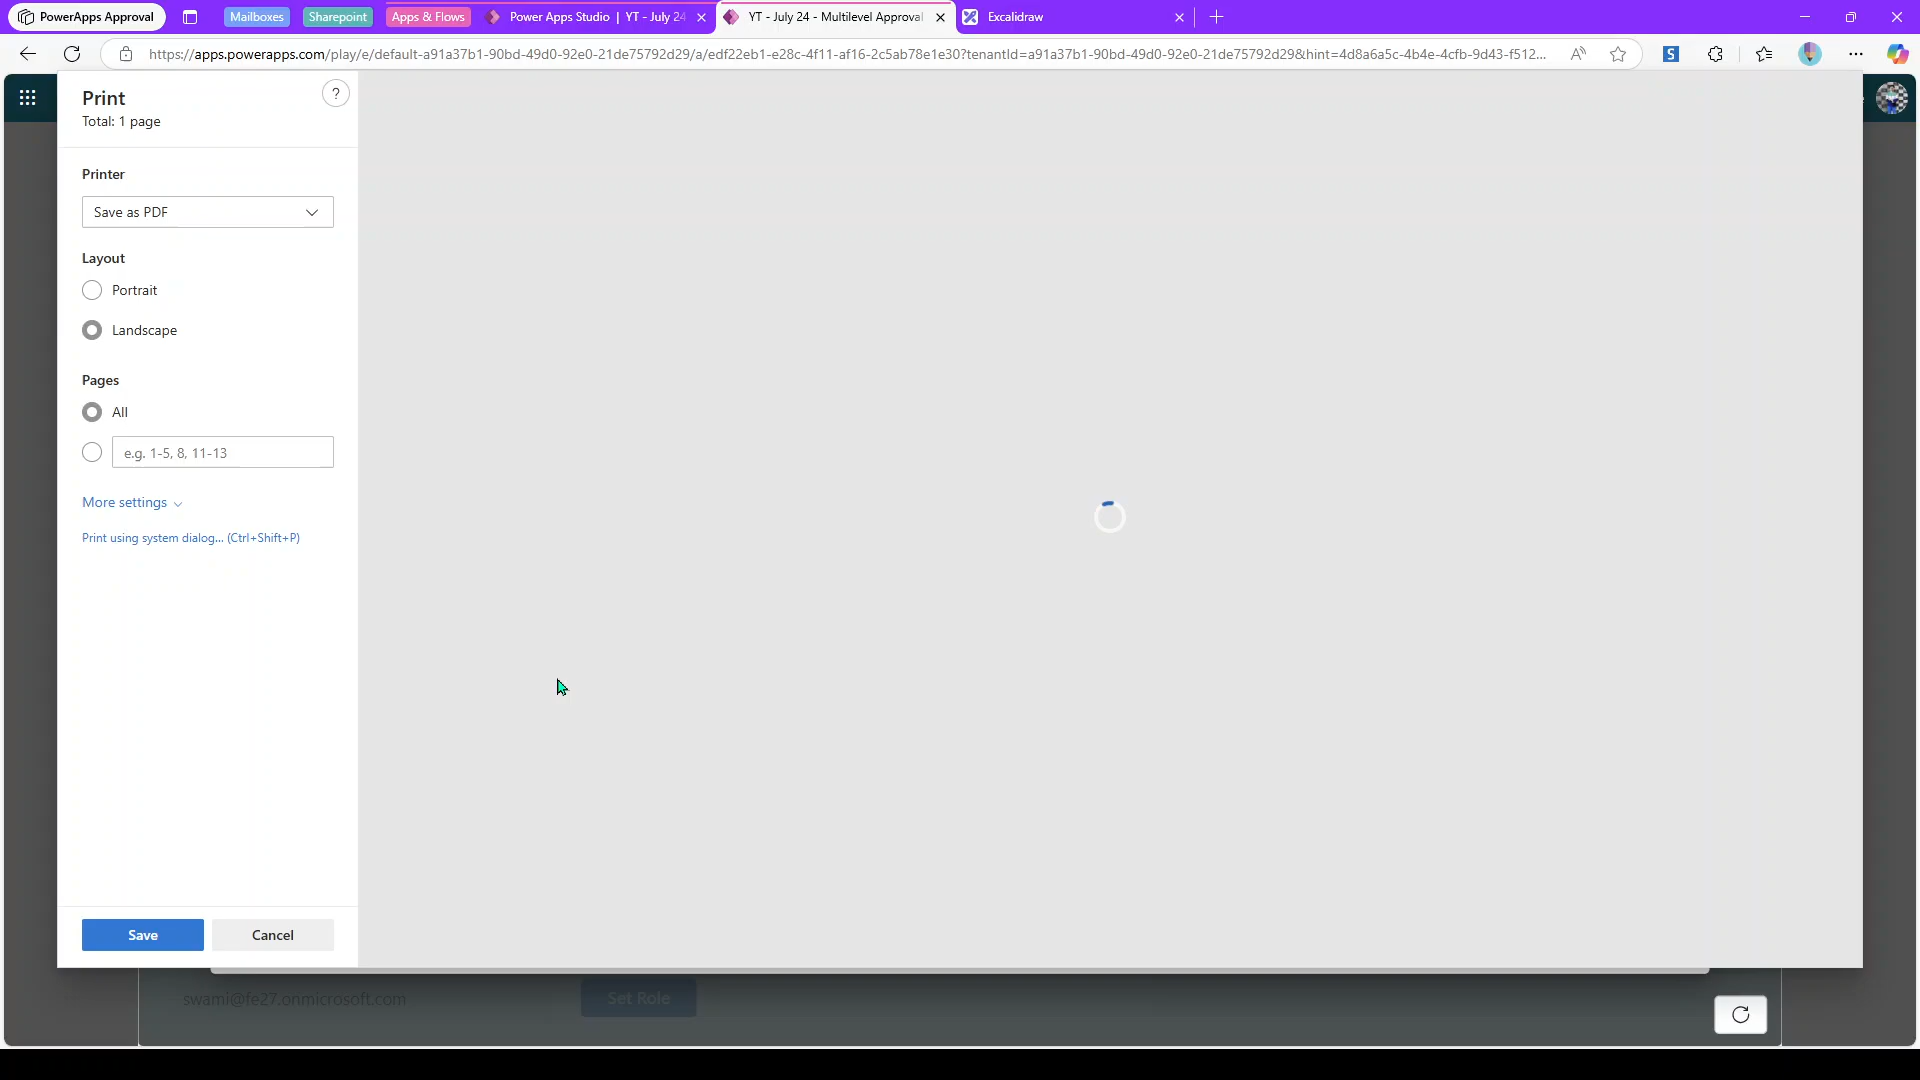 PowerApps Approval
Mailboxes
Sharepoint
Apps & Flows
Power Apps Studio | YT - July 24
YT - July 24 - Multilevel Approval
Excalidraw
https://apps.powerapps.com/play/e/default-a91a37b1-90bd-49d0-92e0-21de75792d29/a/edf22eb1-e28c-4f11-af16-2c5ab78e1e30?tenantId=a91a37b1-90bd-49d0-92e0-21de75792d29&hint=4d8a6a5c-4b4e-4cfb-9d43-f512...
Print
?
Total: 1 page
Printer
Save as PDF
Layout
Portrait
Landscape
Pages
All
e.g. 1-5, 8, 11-13
More settings
Print using system dialog... (Ctrl+Shift+P)
Save
Cancel
swami@fe27.onmicrosoft.com
Set Role